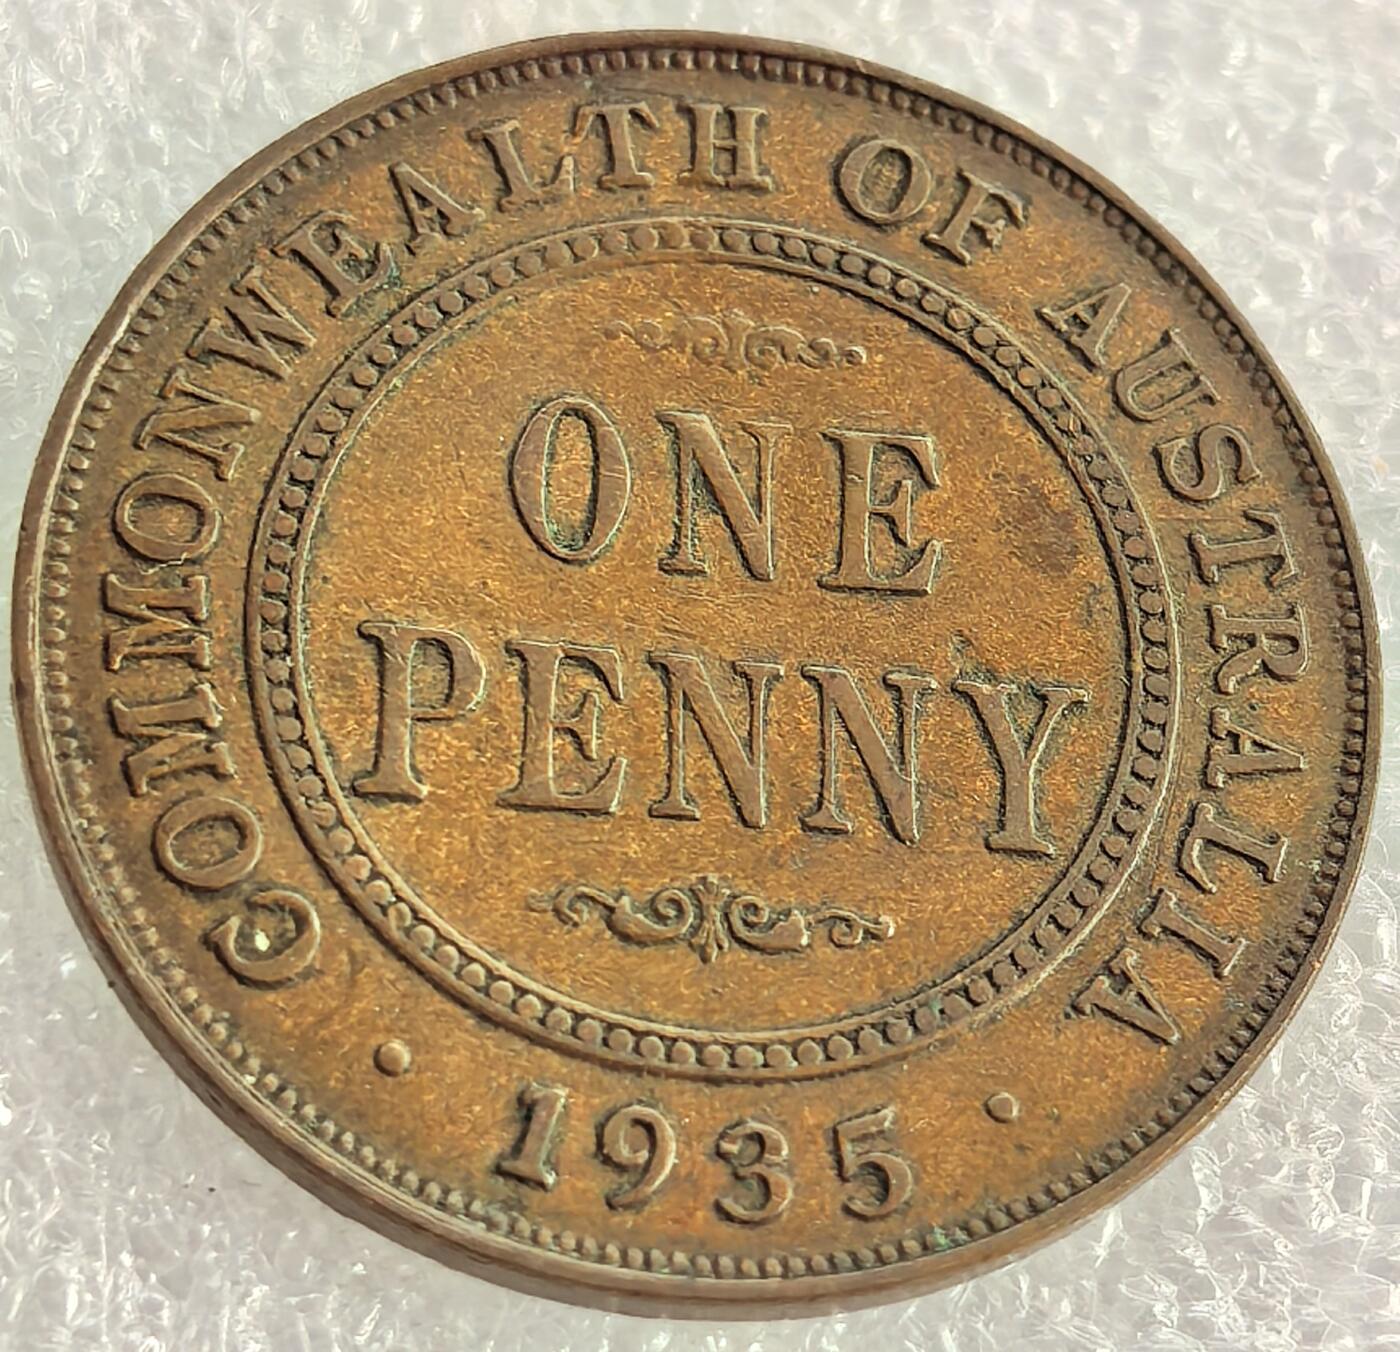 COMMONWEALTH OF AUSTRALIA
ONE
PENNY
· 1935 ·